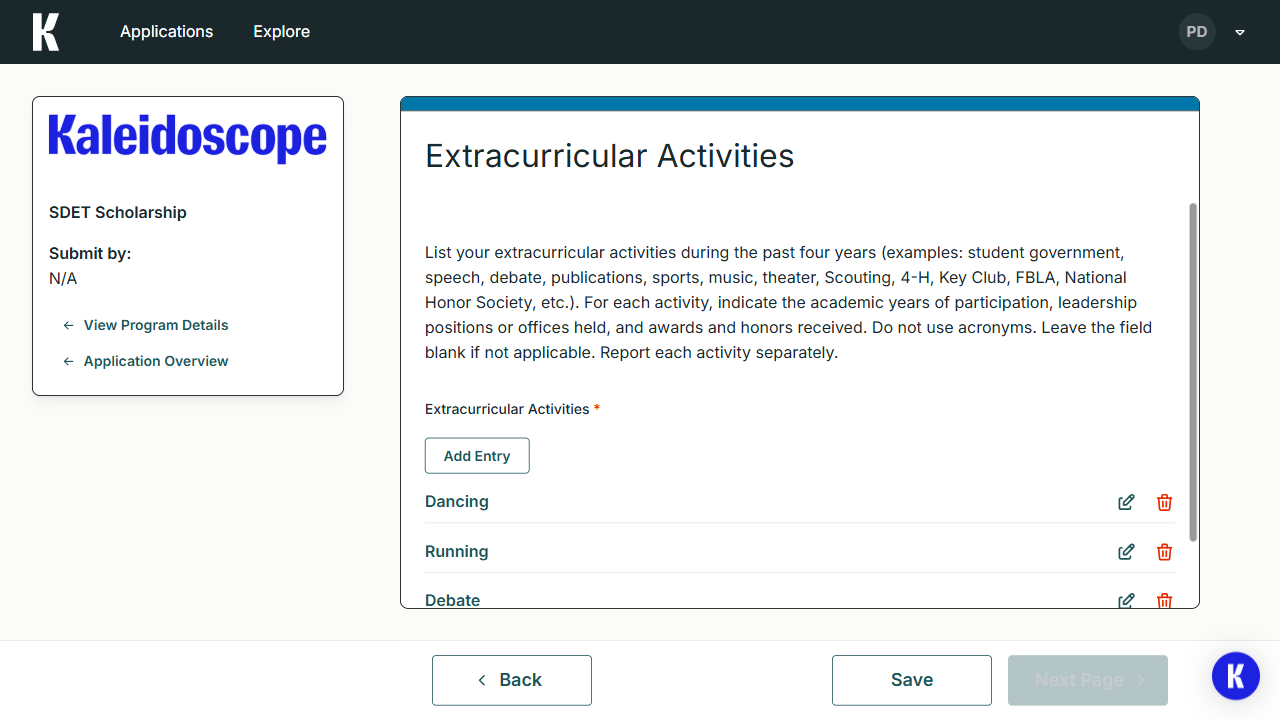 K
Applications
Explore
PD
Kaleidoscope
SDET Scholarship
Submit by:
N/A
View Program Details
Application Overview
Extracurricular Activities
List your extracurricular activities during the past four years (examples: student government,
speech, debate, publications, sports, music, theater, Scouting, 4-H, Key Club, FBLA, National
Honor Society, etc.). For each activity, indicate the academic years of participation, leadership
positions or offices held, and awards and honors received. Do not use acronyms. Leave the field
blank if not applicable. Report each activity separately.
Extracurricular Activities *
Add Entry
Dancing
Running
Debate
Back
Save
Next Page
K